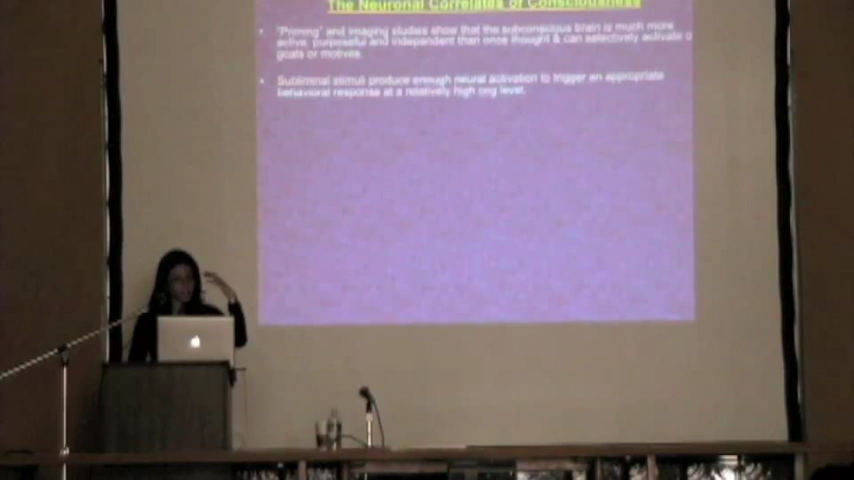 The Neuronal Correlates of Consciousness
• "Priming" and imaging studies show that the subconscious brain is much more
active, purposeful and independent than once thought & can selectively activate
goals or motives.
• Subliminal stimuli produce enough neural activation to trigger an appropriate
behavioral response at a relatively high cog level.